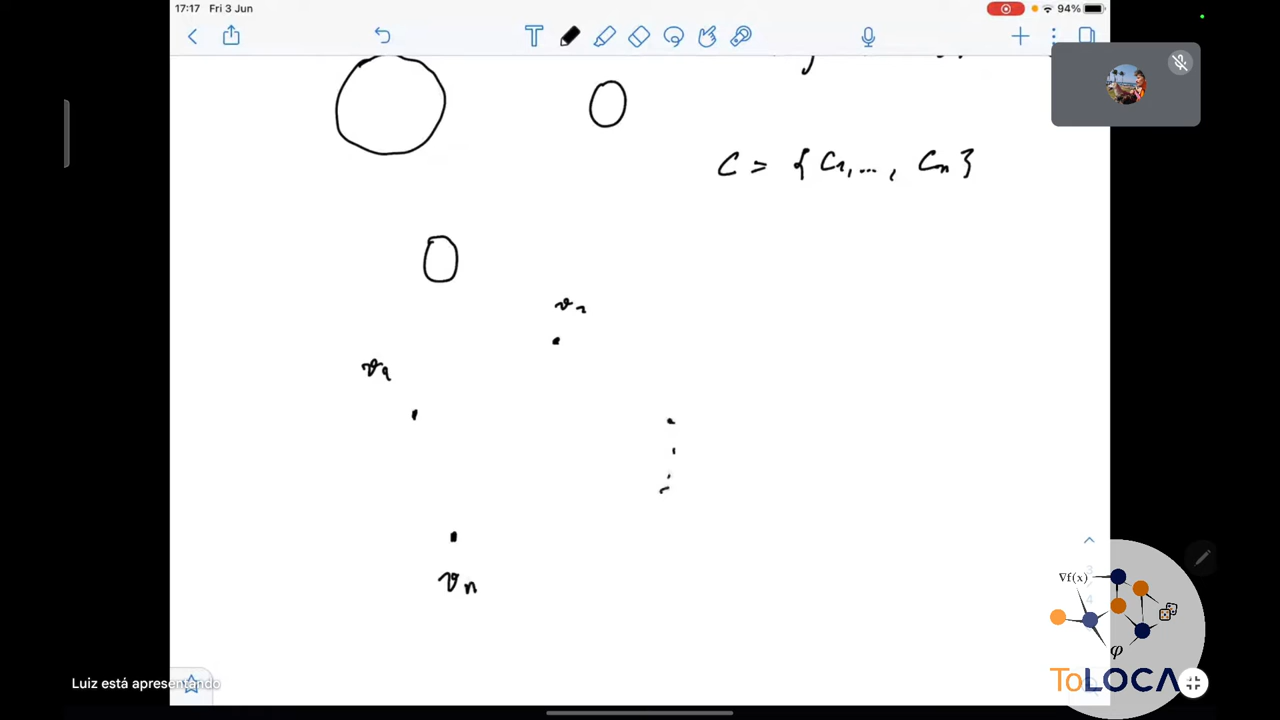 17:17 Fri 3 Jun
94%
C = {C1,..., Cn}
v2
v1
vn
∇f(x)
φ
ToLOCA
Luiz está apresentando